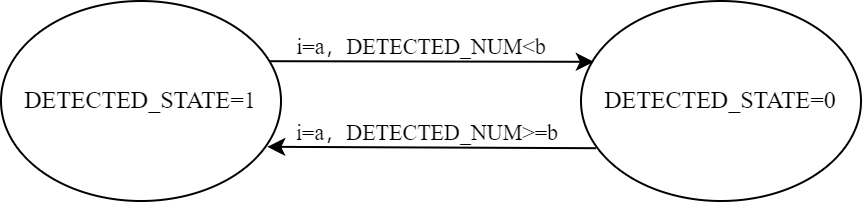 i=a，DETECTED_NUM<b
DETECTED_STATE=1
DETECTED_STATE=0
i=a，DETECTED_NUM>=b